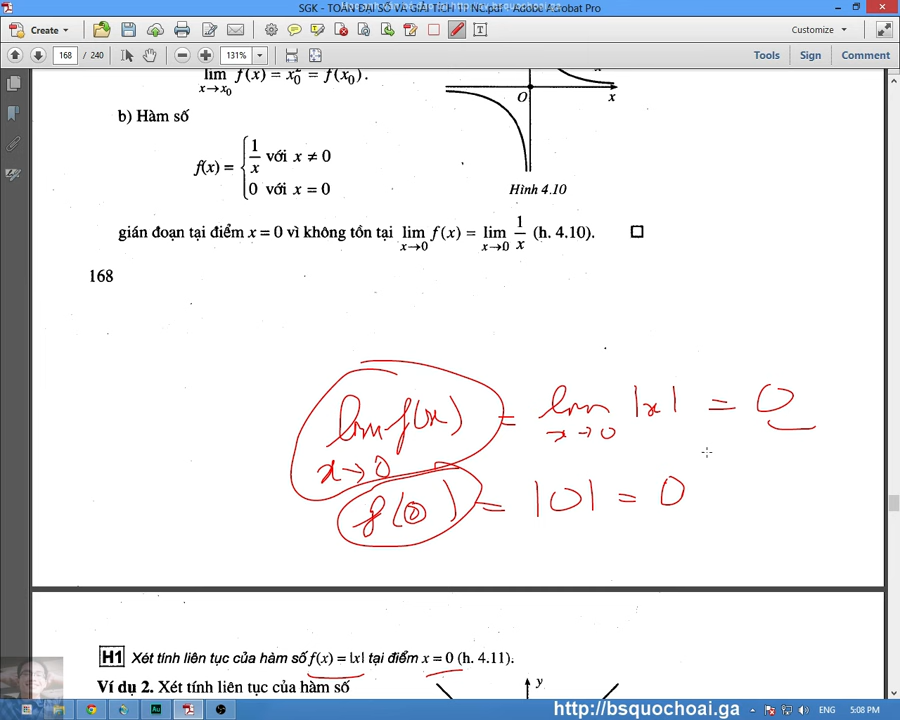 SGK - TOÁN ĐẠI SỐ VÀ GIẢI TÍCH 11 NC.pdf - Adobe Acrobat Pro
Create
Customize
168 / 240
131%
Tools
Sign
Comment
lim f(x) = x₀² = f(x₀).
x→x₀
b) Hàm số
O
x
f(x) = { 1/x với x ≠ 0
0 với x = 0
Hình 4.10
gián đoạn tại điểm x = 0 vì không tồn tại lim x→0 f(x) = lim x→0 1/x (h. 4.10). □
168
lim x→0 f(x) = lim x→0 |x| = 0
f(0) = |0| = 0
H1 Xét tính liên tục của hàm số f(x) = |x| tại điểm x = 0 (h. 4.11).
Ví dụ 2. Xét tính liên tục của hàm số
y
http://bsquochoai.ga
ENG
5:08 PM